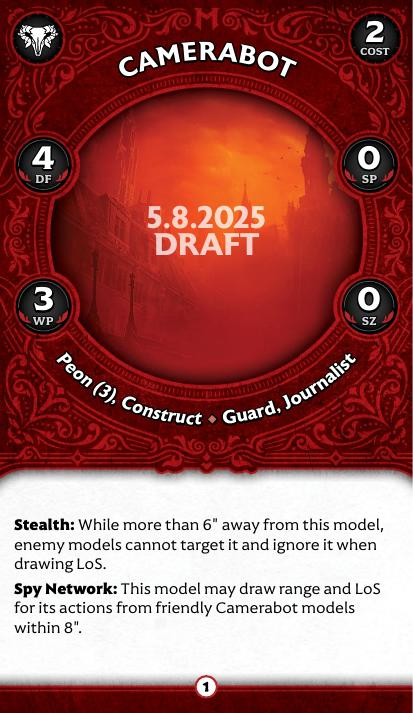 2
COST
CAMERABOT
4
DF
0
SP
5.8.2025
DRAFT
3
WP
0
SZ
Peon (3), Construct ◆ Guard, Journalist
Stealth: While more than 6" away from this model,
enemy models cannot target it and ignore it when
drawing LoS.
Spy Network: This model may draw range and LoS
for its actions from friendly Camerabot models
within 8".
1